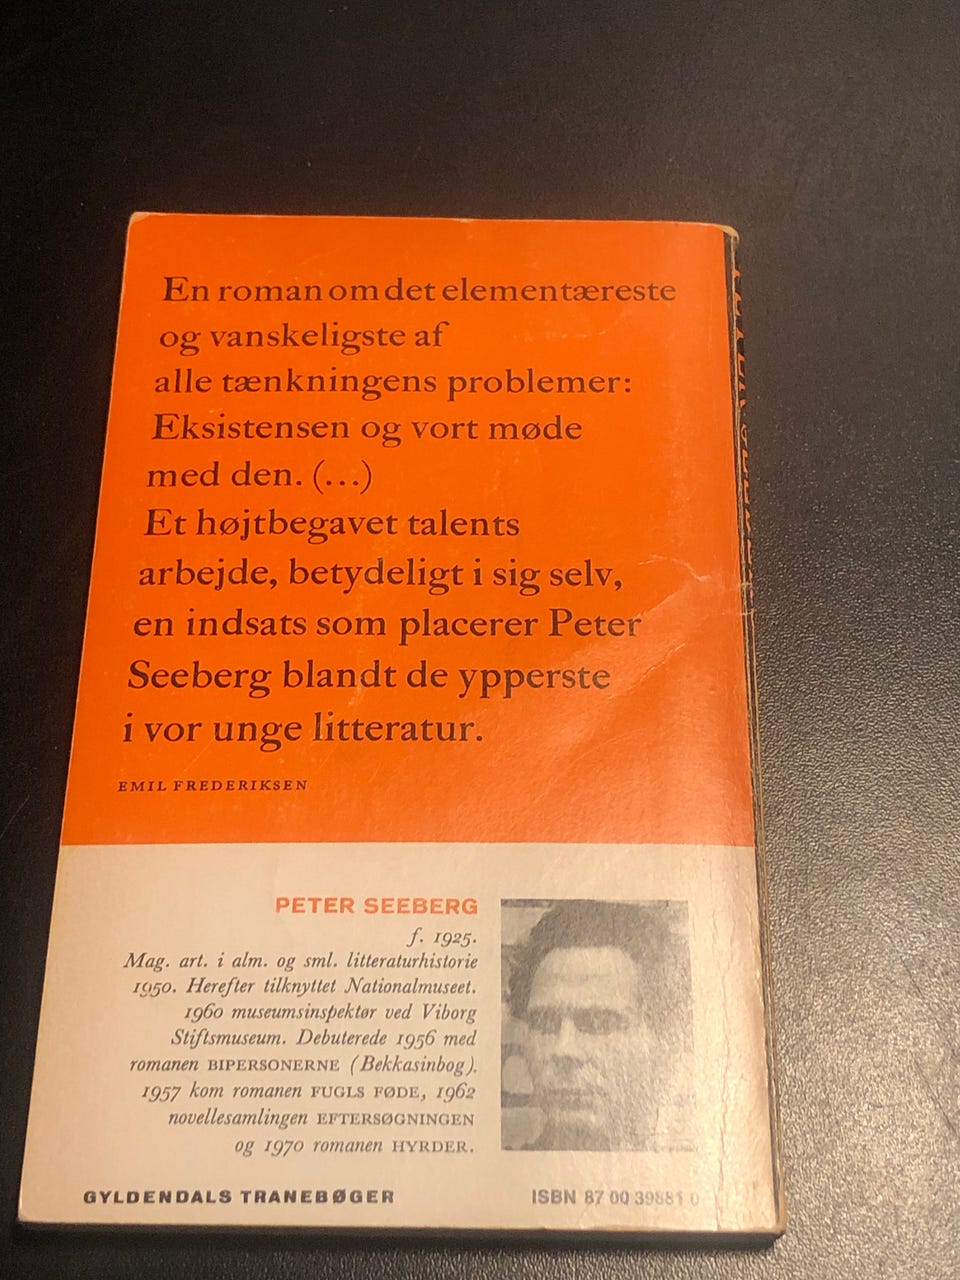 En roman om det elementæreste
og vanskeligste af
alle tænkningens problemer:
Eksistensen og vort møde
med den. (...)
Et højtbegavet talents
arbejde, betydeligt i sig selv,
en indsats som placerer Peter
Seeberg blandt de ypperste
i vor unge litteratur.
EMIL FREDERIKSEN
PETER SEEBERG
f. 1925.
Mag. art. i alm. og sml. litteraturhistorie
1950. Herefter tilknyttet Nationalmuseet.
1960 museumsinspektør ved Viborg
Stiftsmuseum. Debuterede 1956 med
romanen BIPERSONERNE (Bekkasinbog).
1957 kom romanen FUGLS FØDE, 1962
novellesamlingen EFTERSØGNINGEN
og 1970 romanen HYRDER.
GYLDENDALS TRANEBØGER
ISBN 87 00 39881 0